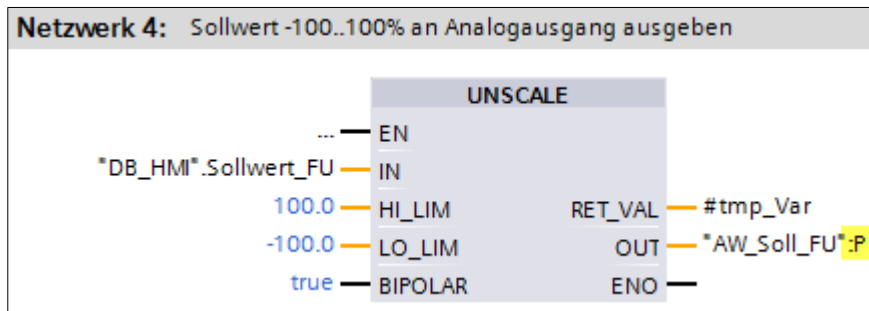 Netzwerk 4: Sollwert -100..100% an Analogausgang ausgeben
UNSCALE
... EN
"DB_HMI".Sollwert_FU IN
100.0 HI_LIM RET_VAL #tmp_Var
-100.0 LO_LIM OUT "AW_Soll_FU":P
true BIPOLAR ENO